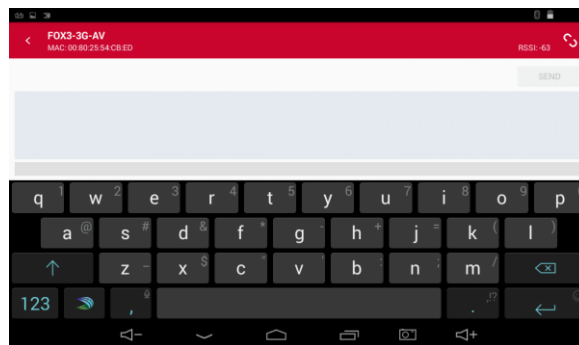 FOX3-3G-AV
MAC: 00:80:25:54:CB:ED
RSSI: -63
SEND
q 1 w 2 e 3 r 4 t 5 y 6 u 7 i 8 o 9 p
a @ s # d & f * g - h + j = k ( l )
z - x $ c " v ' b : n ; m /
123 , . ,!?